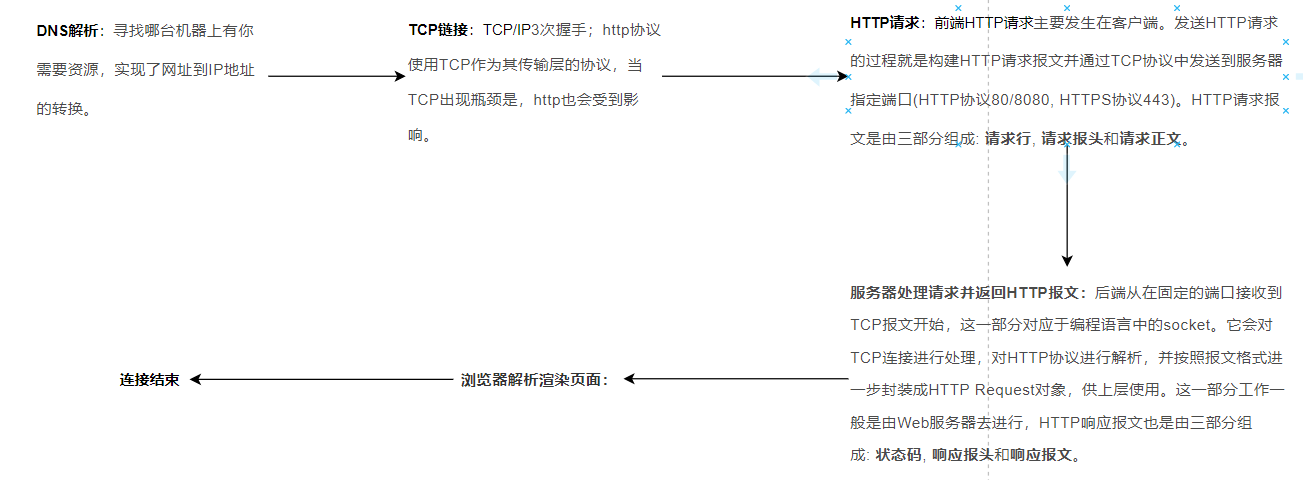 DNS解析：寻找哪台机器上有你
需要资源，实现了网址到IP地址
的转换。
TCP链接：TCP/IP3次握手；http协议
使用TCP作为其传输层的协议，当
TCP出现瓶颈是，http也会受到影
响。
HTTP请求：前端HTTP请求主要发生在客户端。发送HTTP请求
的过程就是构建HTTP请求报文并通过TCP协议中发送到服务器
指定端口(HTTP协议80/8080, HTTPS协议443)。HTTP请求报
文是由三部分组成: 请求行, 请求报头和请求正文。
服务器处理请求并返回HTTP报文：后端从在固定的端口接收到
TCP报文开始，这一部分对应于编程语言中的socket。它会对
TCP连接进行处理，对HTTP协议进行解析，并按照报文格式进
一步封装成HTTP Request对象，供上层使用。这一部分工作一
般是由Web服务器去进行，HTTP响应报文也是由三部分组
成: 状态码, 响应报头和响应报文。
浏览器解析渲染页面：
连接结束